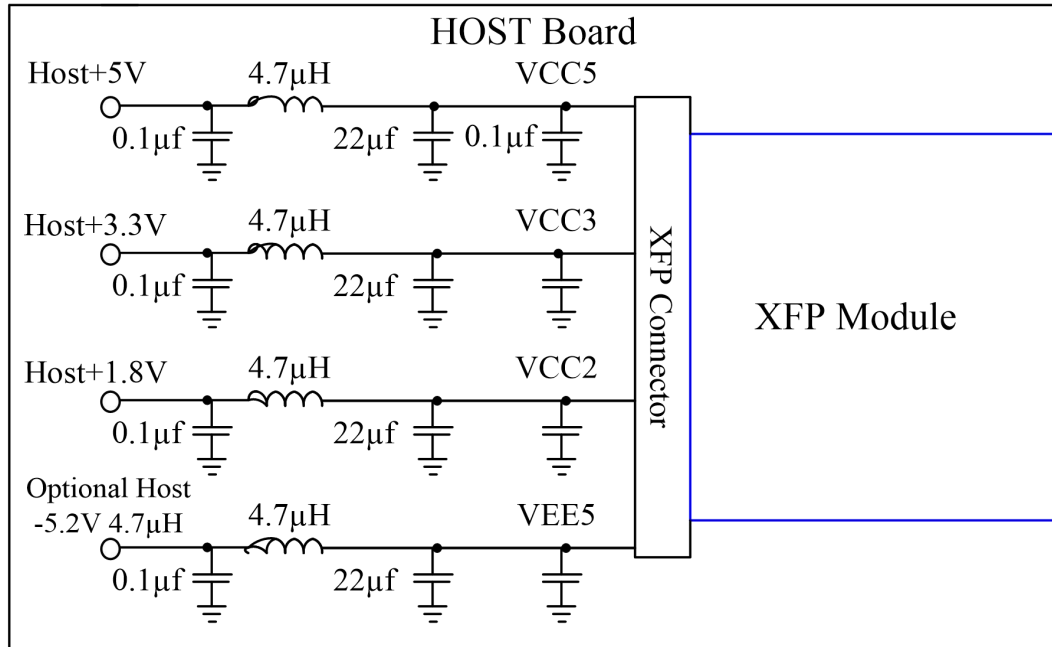 HOST Board
Host+5V
4.7µH
VCC5
0.1µf
22µf
0.1µf
Host+3.3V
4.7µH
VCC3
0.1µf
22µf
XFP Connector
XFP Module
Host+1.8V
4.7µH
VCC2
0.1µf
22µf
Optional Host
-5.2V 4.7µH
4.7µH
VEE5
0.1µf
22µf